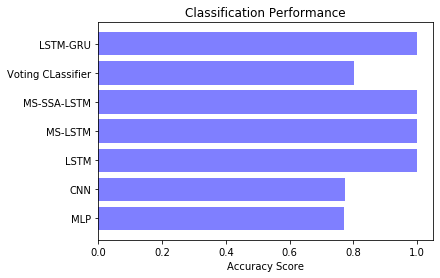 Classification Performance
LSTM-GRU
Voting CLassifier
MS-SSA-LSTM
MS-LSTM
LSTM
CNN
MLP
0.0 0.2 0.4 0.6 0.8 1.0
Accuracy Score